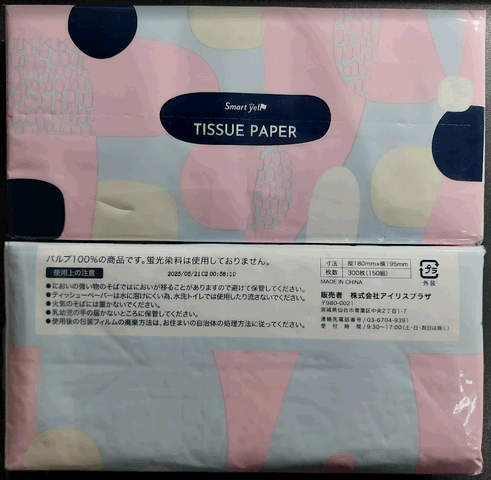 Smart Yell
TISSUE PAPER
パルプ100%の商品です。蛍光染料は使用しておりません。
使用上の注意
2025/05/21 C2 00:58:10
●においの強い物のそばではにおいが移ることがありますので避けて保管してください。
●ティッシューペーパーは水に溶けにくい為、水洗トイレでは使用したり流さないでください。
●火気のそばには置かないでください。
●乳幼児の手の届かないところに保管してください。
●使用後の包装フィルムの廃棄方法は、お住まいの自治体の処理方法に従ってください。
寸法 縦180mm×横195mm
枚数 300枚(150組)
MADE IN CHINA
プラ
外装
販売者 株式会社アイリスプラザ
〒980-0021
宮城県仙台市青葉区中央2丁目1-7
連絡先電話番号/03-6704-9391
受付時間/9:30~17:00(土・日・祝日は除く)